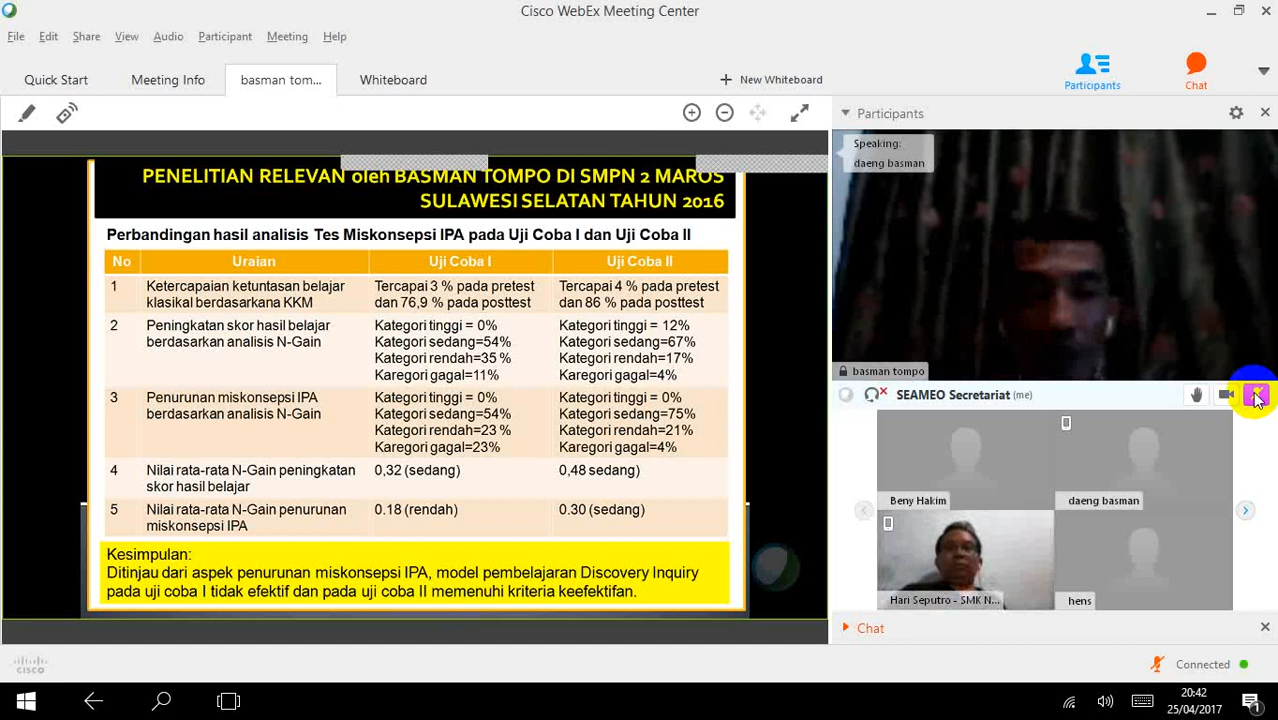 Cisco WebEx Meeting Center
File Edit Share View Audio Participant Meeting Help
Quick Start Meeting Info basman tom... Whiteboard New Whiteboard
Participants Chat
Participants
Speaking:
daeng basman
PENELITIAN RELEVAN oleh BASMAN TOMPO DI SMPN 2 MAROS
SULAWESI SELATAN TAHUN 2016
Perbandingan hasil analisis Tes Miskonsepsi IPA pada Uji Coba I dan Uji Coba II
No Uraian Uji Coba I Uji Coba II
1 Ketercapaian ketuntasan belajar Tercapai 3 % pada pretest Tercapai 4 % pada pretest
klasikal berdasarkana KKM dan 76,9 % pada posttest dan 86 % pada posttest
2 Peningkatan skor hasil belajar Kategori tinggi = 0% Kategori tinggi = 12%
berdasarkan analisis N-Gain Kategori sedang=54% Kategori sedang=67%
Kategori rendah=35 % Kategori rendah=17%
Karegori gagal=11% Karegori gagal=4%
3 Penurunan miskonsepsi IPA Kategori tinggi = 0% Kategori tinggi = 0%
berdasarkan analisis N-Gain Kategori sedang=54% Kategori sedang=75%
Kategori rendah=23 % Kategori rendah=21%
Karegori gagal=23% Karegori gagal=4%
4 Nilai rata-rata N-Gain peningkatan 0,32 (sedang) 0,48 sedang)
skor hasil belajar
5 Nilai rata-rata N-Gain penurunan 0.18 (rendah) 0.30 (sedang)
miskonsepsi IPA
Kesimpulan:
Ditinjau dari aspek penurunan miskonsepsi IPA, model pembelajaran Discovery Inquiry
pada uji coba I tidak efektif dan pada uji coba II memenuhi kriteria keefektifan.
basman tompo
SEAMEO Secretariat (me)
Beny Hakim daeng basman
Hari Seputro - SMK N... hens
Chat
cisco
Connected
20:42
25/04/2017
1